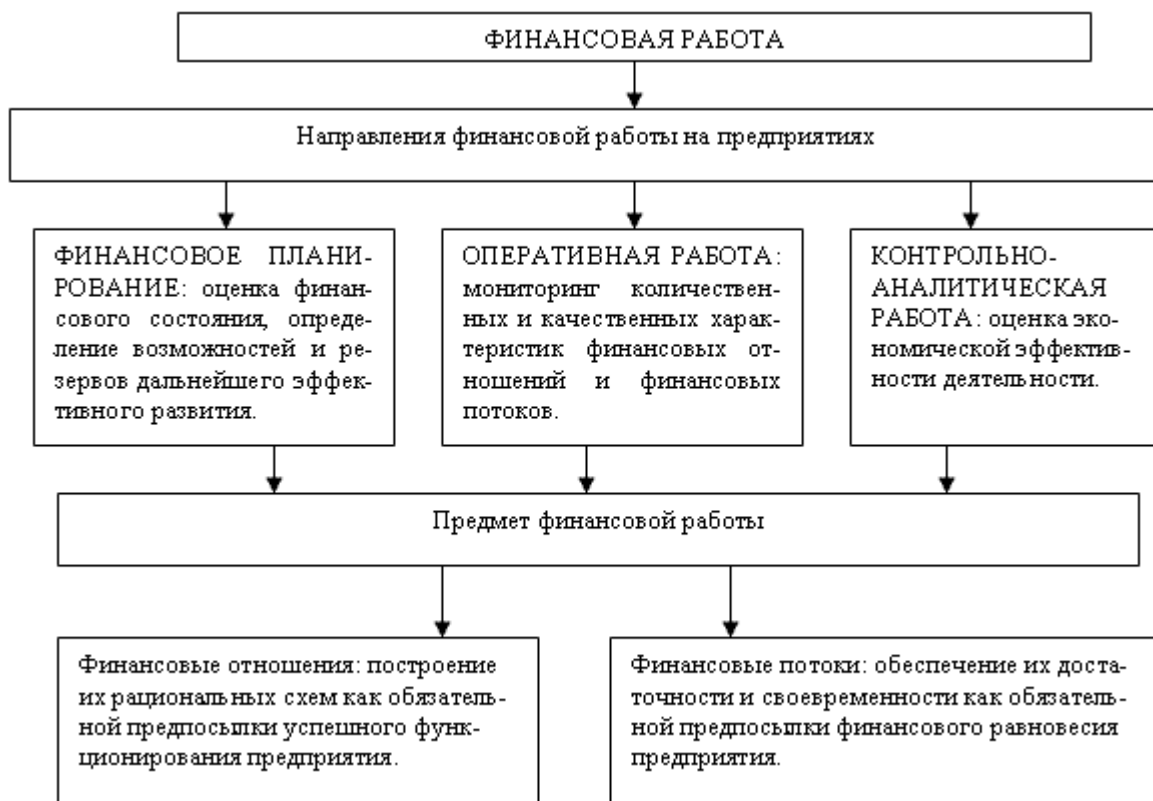 ФИНАНСОВАЯ РАБОТА
Направления финансовой работы на предприятиях
ФИНАНСОВОЕ ПЛАНИ-
РОВАНИЕ: оценка финан-
сового состояния, опреде-
ление возможностей и ре-
зервов дальнейшего эффек-
тивного развития.
ОПЕРАТИВНАЯ РАБОТА:
мониторинг количествен-
ных и качественных харак-
теристик финансовых от-
ношений и финансовых
потоков.
КОНТРОЛЬНО-
АНАЛИТИЧЕСКАЯ
РАБОТА: оценка эко-
номической эффектив-
ности деятельности.
Предмет финансовой работы
Финансовые отношения: построение
их рациональных схем как обязатель-
ной предпосылки успешного функ-
ционирования предприятия.
Финансовые потоки: обеспечение их доста-
точности и своевременности как обязатель-
ной предпосылки финансового равновесия
предприятия.